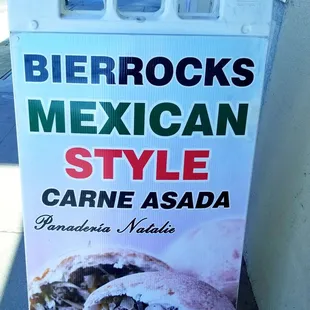 BIERROCKS
MEXICAN
STYLE
CARNE ASADA
Panadería Natalie